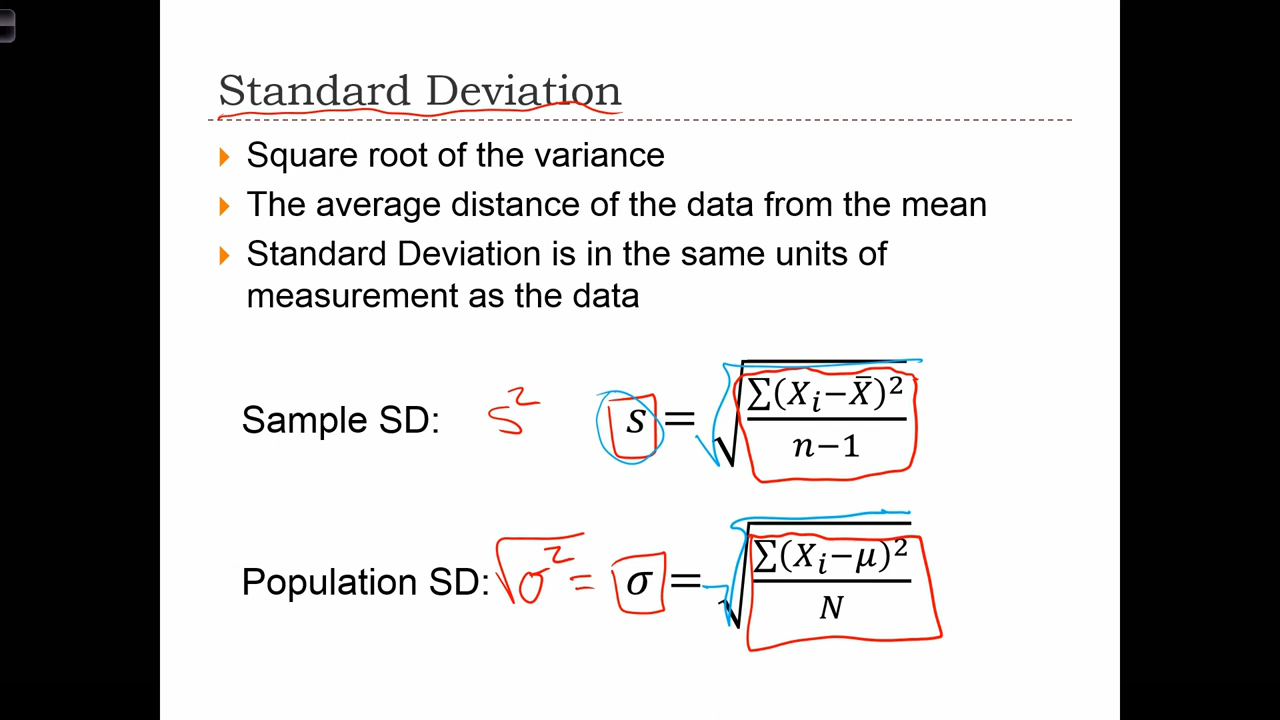 Standard Deviation
Square root of the variance
The average distance of the data from the mean
Standard Deviation is in the same units of
measurement as the data
Sample SD: s² s = √(∑(Xᵢ−X̄)² / n−1)
Population SD: √σ² = σ = √(∑(Xᵢ−μ)² / N)